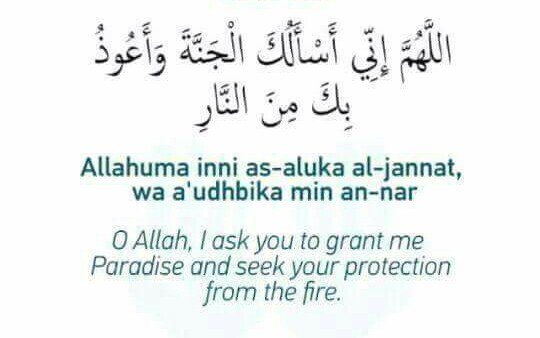 اللَّهُمَّ إِنِّي أَسْأَلُكَ الْجَنَّةَ وَأَعُوذُ
بِكَ مِنَ النَّارِ
Allahuma inni as-aluka al-jannat,
wa a'udhbika min an-nar
O Allah, I ask you to grant me
Paradise and seek your protection
from the fire.